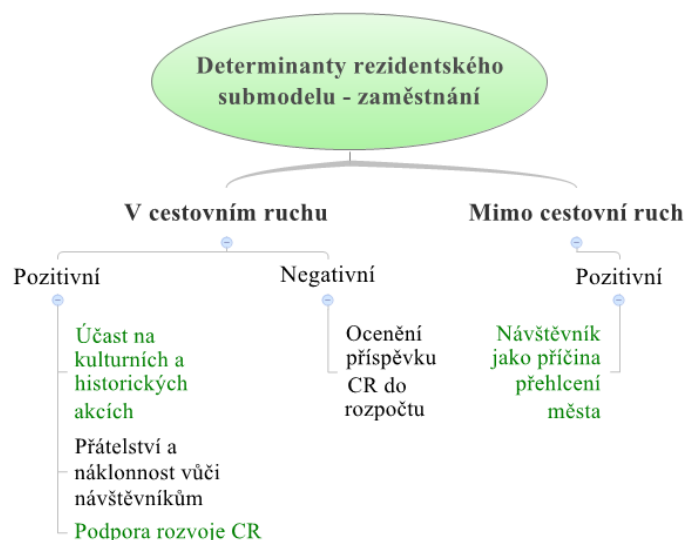 Determinanty rezidentského
submodelu - zaměstnání
V cestovním ruchu
Mimo cestovní ruch
Pozitivní
Negativní
Pozitivní
Účast na
kulturních a
historických
akcích
Přátelství a
náklonnost vůči
návštěvníkům
Podpora rozvoje CR
Ocenění
příspěvku
CR do
rozpočtu
Návštěvník
jako příčina
přehlcení
města